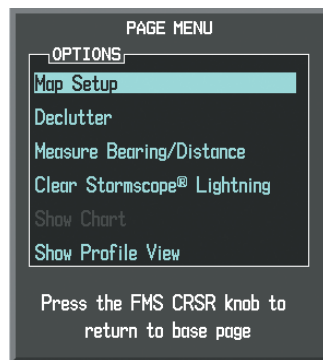 PAGE MENU
OPTIONS
Map Setup
Declutter
Measure Bearing/Distance
Clear Stormscope® Lightning
Show Chart
Show Profile View
Press the FMS CRSR knob to
return to base page